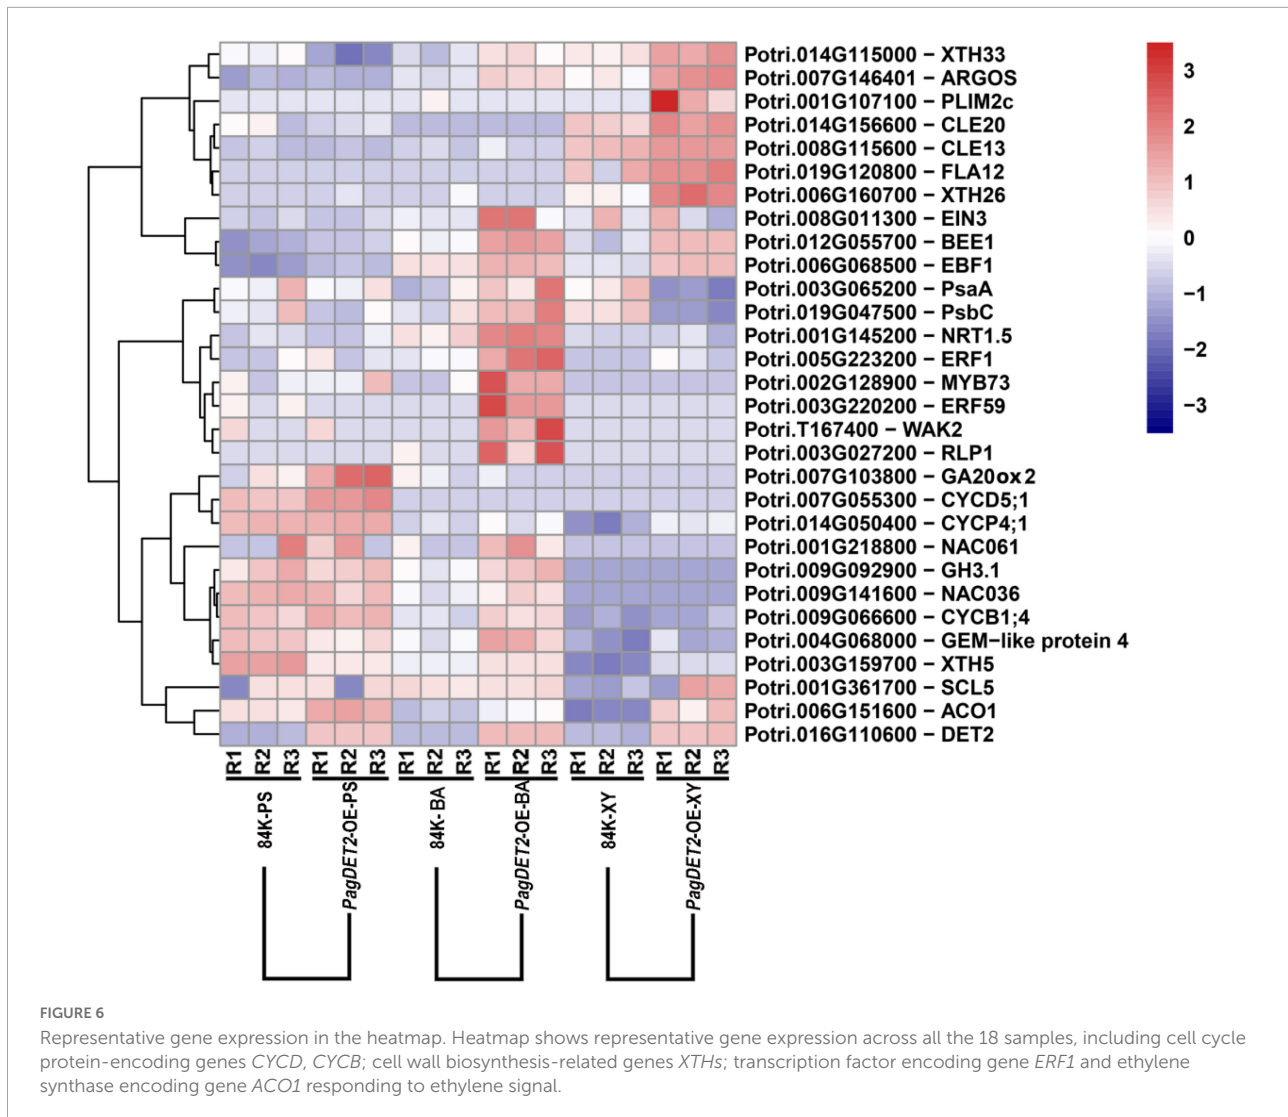 Potri.014G115000 − XTH33
Potri.007G146401 − ARGOS
Potri.001G107100 − PLIM2c
Potri.014G156600 − CLE20
Potri.008G115600 − CLE13
Potri.019G120800 − FLA12
Potri.006G160700 − XTH26
Potri.008G011300 − EIN3
Potri.012G055700 − BEE1
Potri.006G068500 − EBF1
Potri.003G065200 − PsaA
Potri.019G047500 − PsbC
Potri.001G145200 − NRT1.5
Potri.005G223200 − ERF1
Potri.002G128900 − MYB73
Potri.003G220200 − ERF59
Potri.T167400 − WAK2
Potri.003G027200 − RLP1
Potri.007G103800 − GA20ox2
Potri.007G055300 − CYCD5;1
Potri.014G050400 − CYCP4;1
Potri.001G218800 − NAC061
Potri.009G092900 − GH3.1
Potri.009G141600 − NAC036
Potri.009G066600 − CYCB1;4
Potri.004G068000 − GEM−like protein 4
Potri.003G159700 − XTH5
Potri.001G361700 − SCL5
Potri.006G151600 − ACO1
Potri.016G110600 − DET2
3
2
1
0
−1
−2
−3
R1 R2 R3 R1 R2 R3 R1 R2 R3 R1 R2 R3 R1 R2 R3 R1 R2 R3
84K-PS
PagDET2-OE-PS
84K- BA
PagDET2-OE-BA
84K-XY
PagDET2-OE-XY
FIGURE 6
Representative gene expression in the heatmap. Heatmap shows representative gene expression across all the 18 samples, including cell cycle
protein-encoding genes CYCD, CYCB; cell wall biosynthesis-related genes XTHs; transcription factor encoding gene ERF1 and ethylene
synthase encoding gene ACO1 responding to ethylene signal.